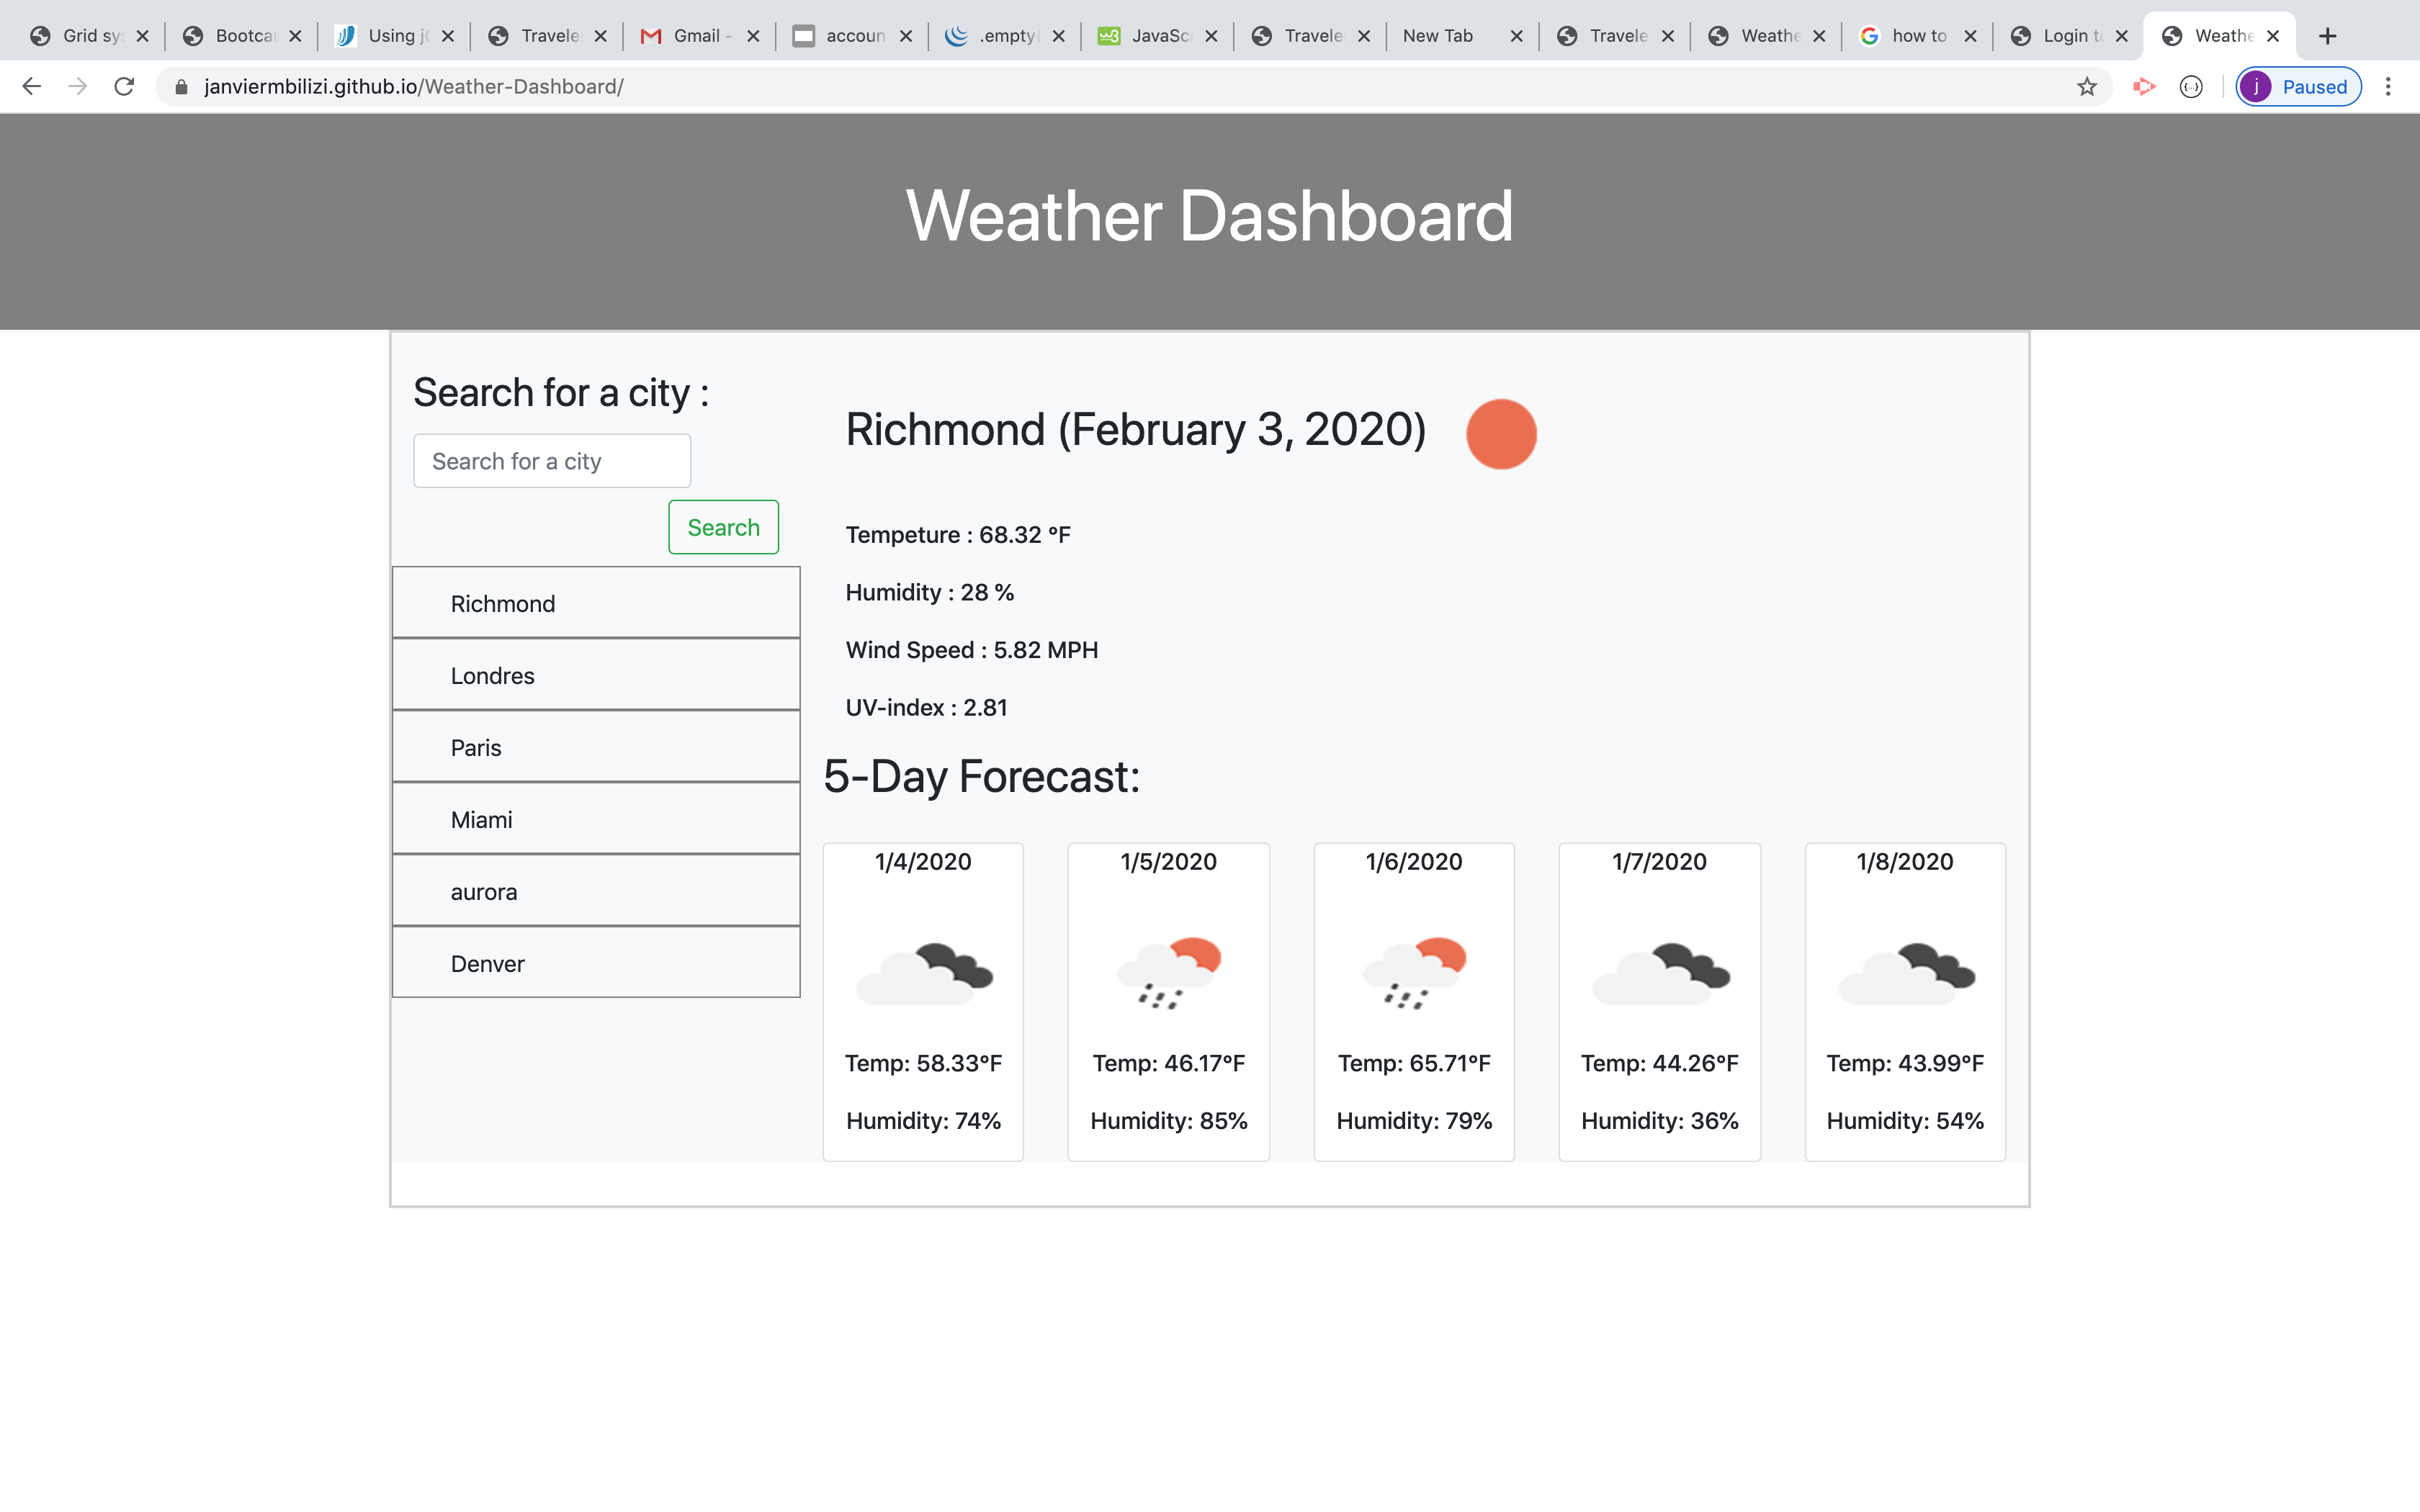 Grid sy
Bootca
Using j
Travele
Gmail -
accoun
.empty(
JavaSc
Travele
New Tab
Travele
Weathe
how to
Login t
Weathe
janviermbilizi.github.io/Weather-Dashboard/
j Paused
Weather Dashboard
Search for a city :
Search for a city
Search
Richmond
Londres
Paris
Miami
aurora
Denver
Richmond (February 3, 2020)
Tempeture : 68.32 °F
Humidity : 28 %
Wind Speed : 5.82 MPH
UV-index : 2.81
5-Day Forecast:
1/4/2020
Temp: 58.33°F
Humidity: 74%
1/5/2020
Temp: 46.17°F
Humidity: 85%
1/6/2020
Temp: 65.71°F
Humidity: 79%
1/7/2020
Temp: 44.26°F
Humidity: 36%
1/8/2020
Temp: 43.99°F
Humidity: 54%